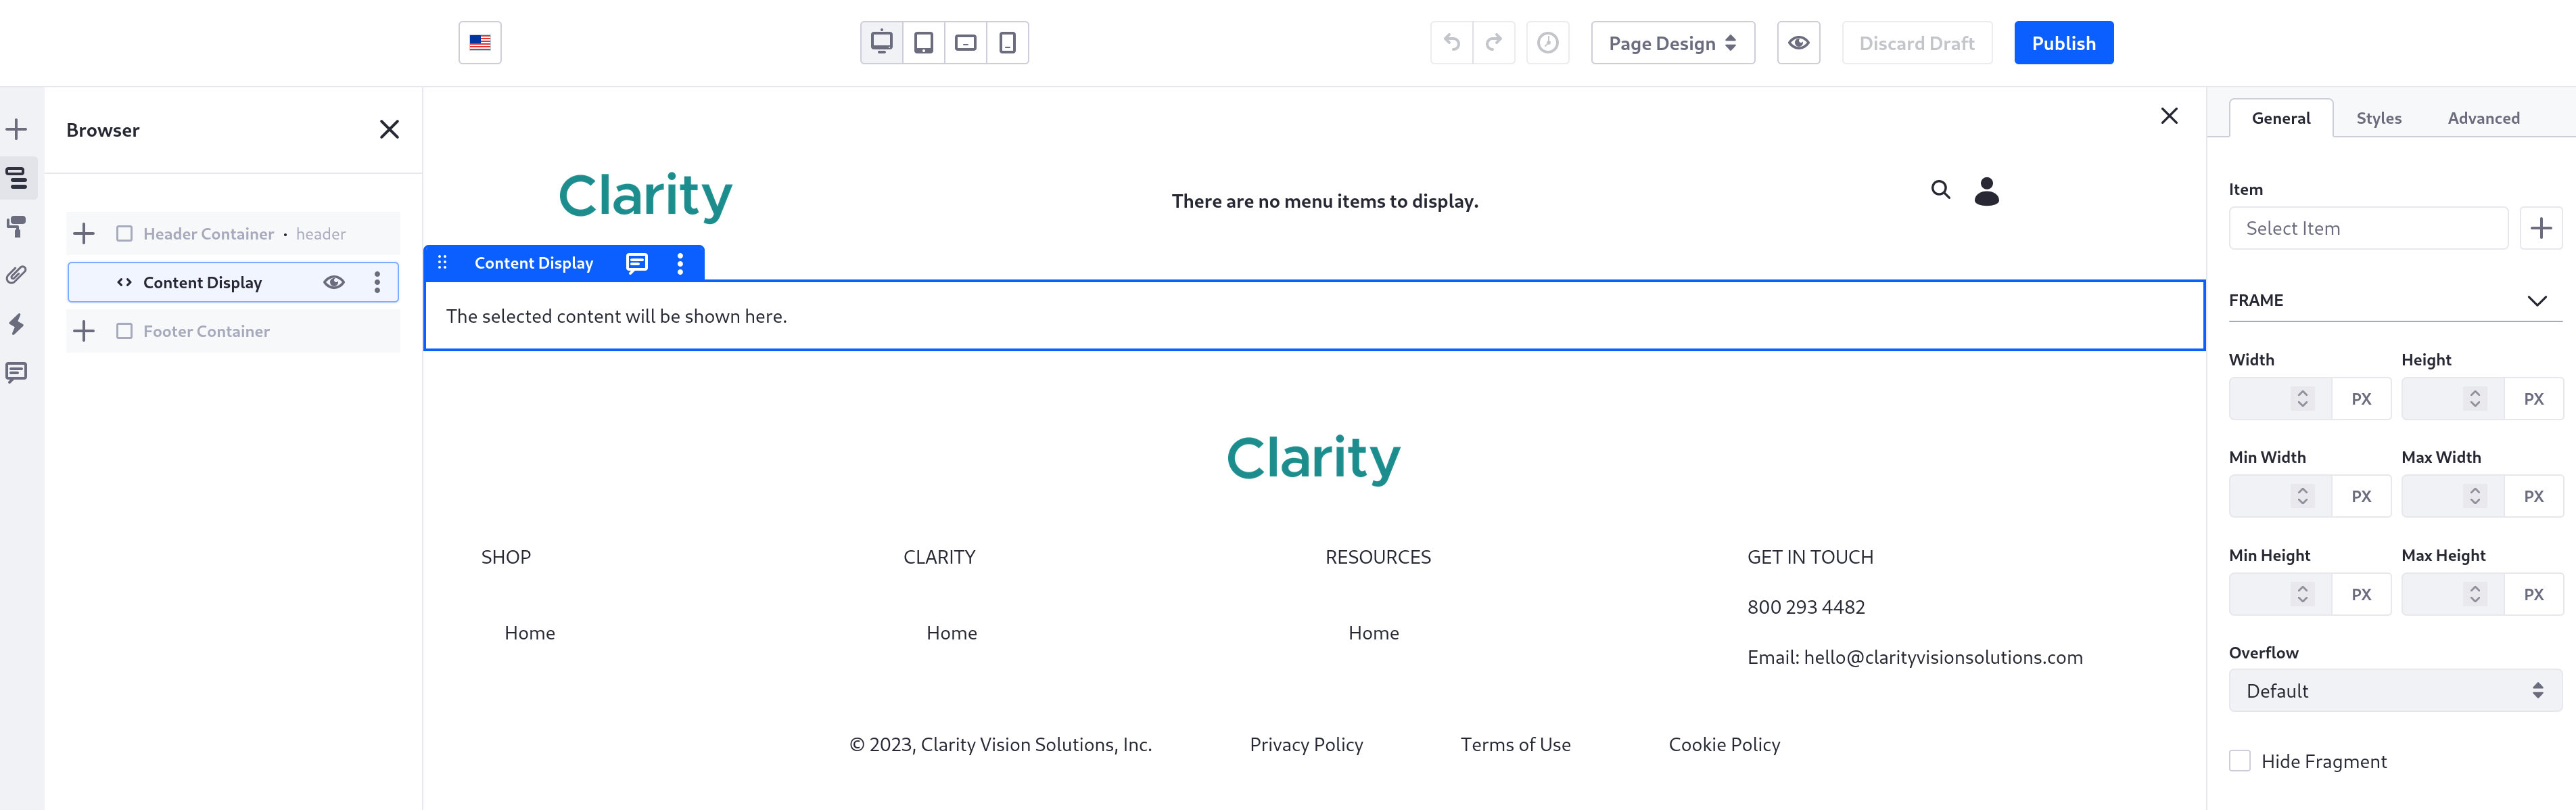 Page Design
Discard Draft
Publish
Browser
Header Container • header
Content Display
Footer Container
Clarity
There are no menu items to display.
Content Display
The selected content will be shown here.
Clarity
SHOP
CLARITY
RESOURCES
GET IN TOUCH
Home
Home
Home
800 293 4482
Email: hello@clarityvisionsolutions.com
© 2023, Clarity Vision Solutions, Inc.
Privacy Policy
Terms of Use
Cookie Policy
General
Styles
Advanced
Item
Select Item
FRAME
Width
Height
PX
PX
Min Width
Max Width
PX
PX
Min Height
Max Height
PX
PX
Overflow
Default
Hide Fragment